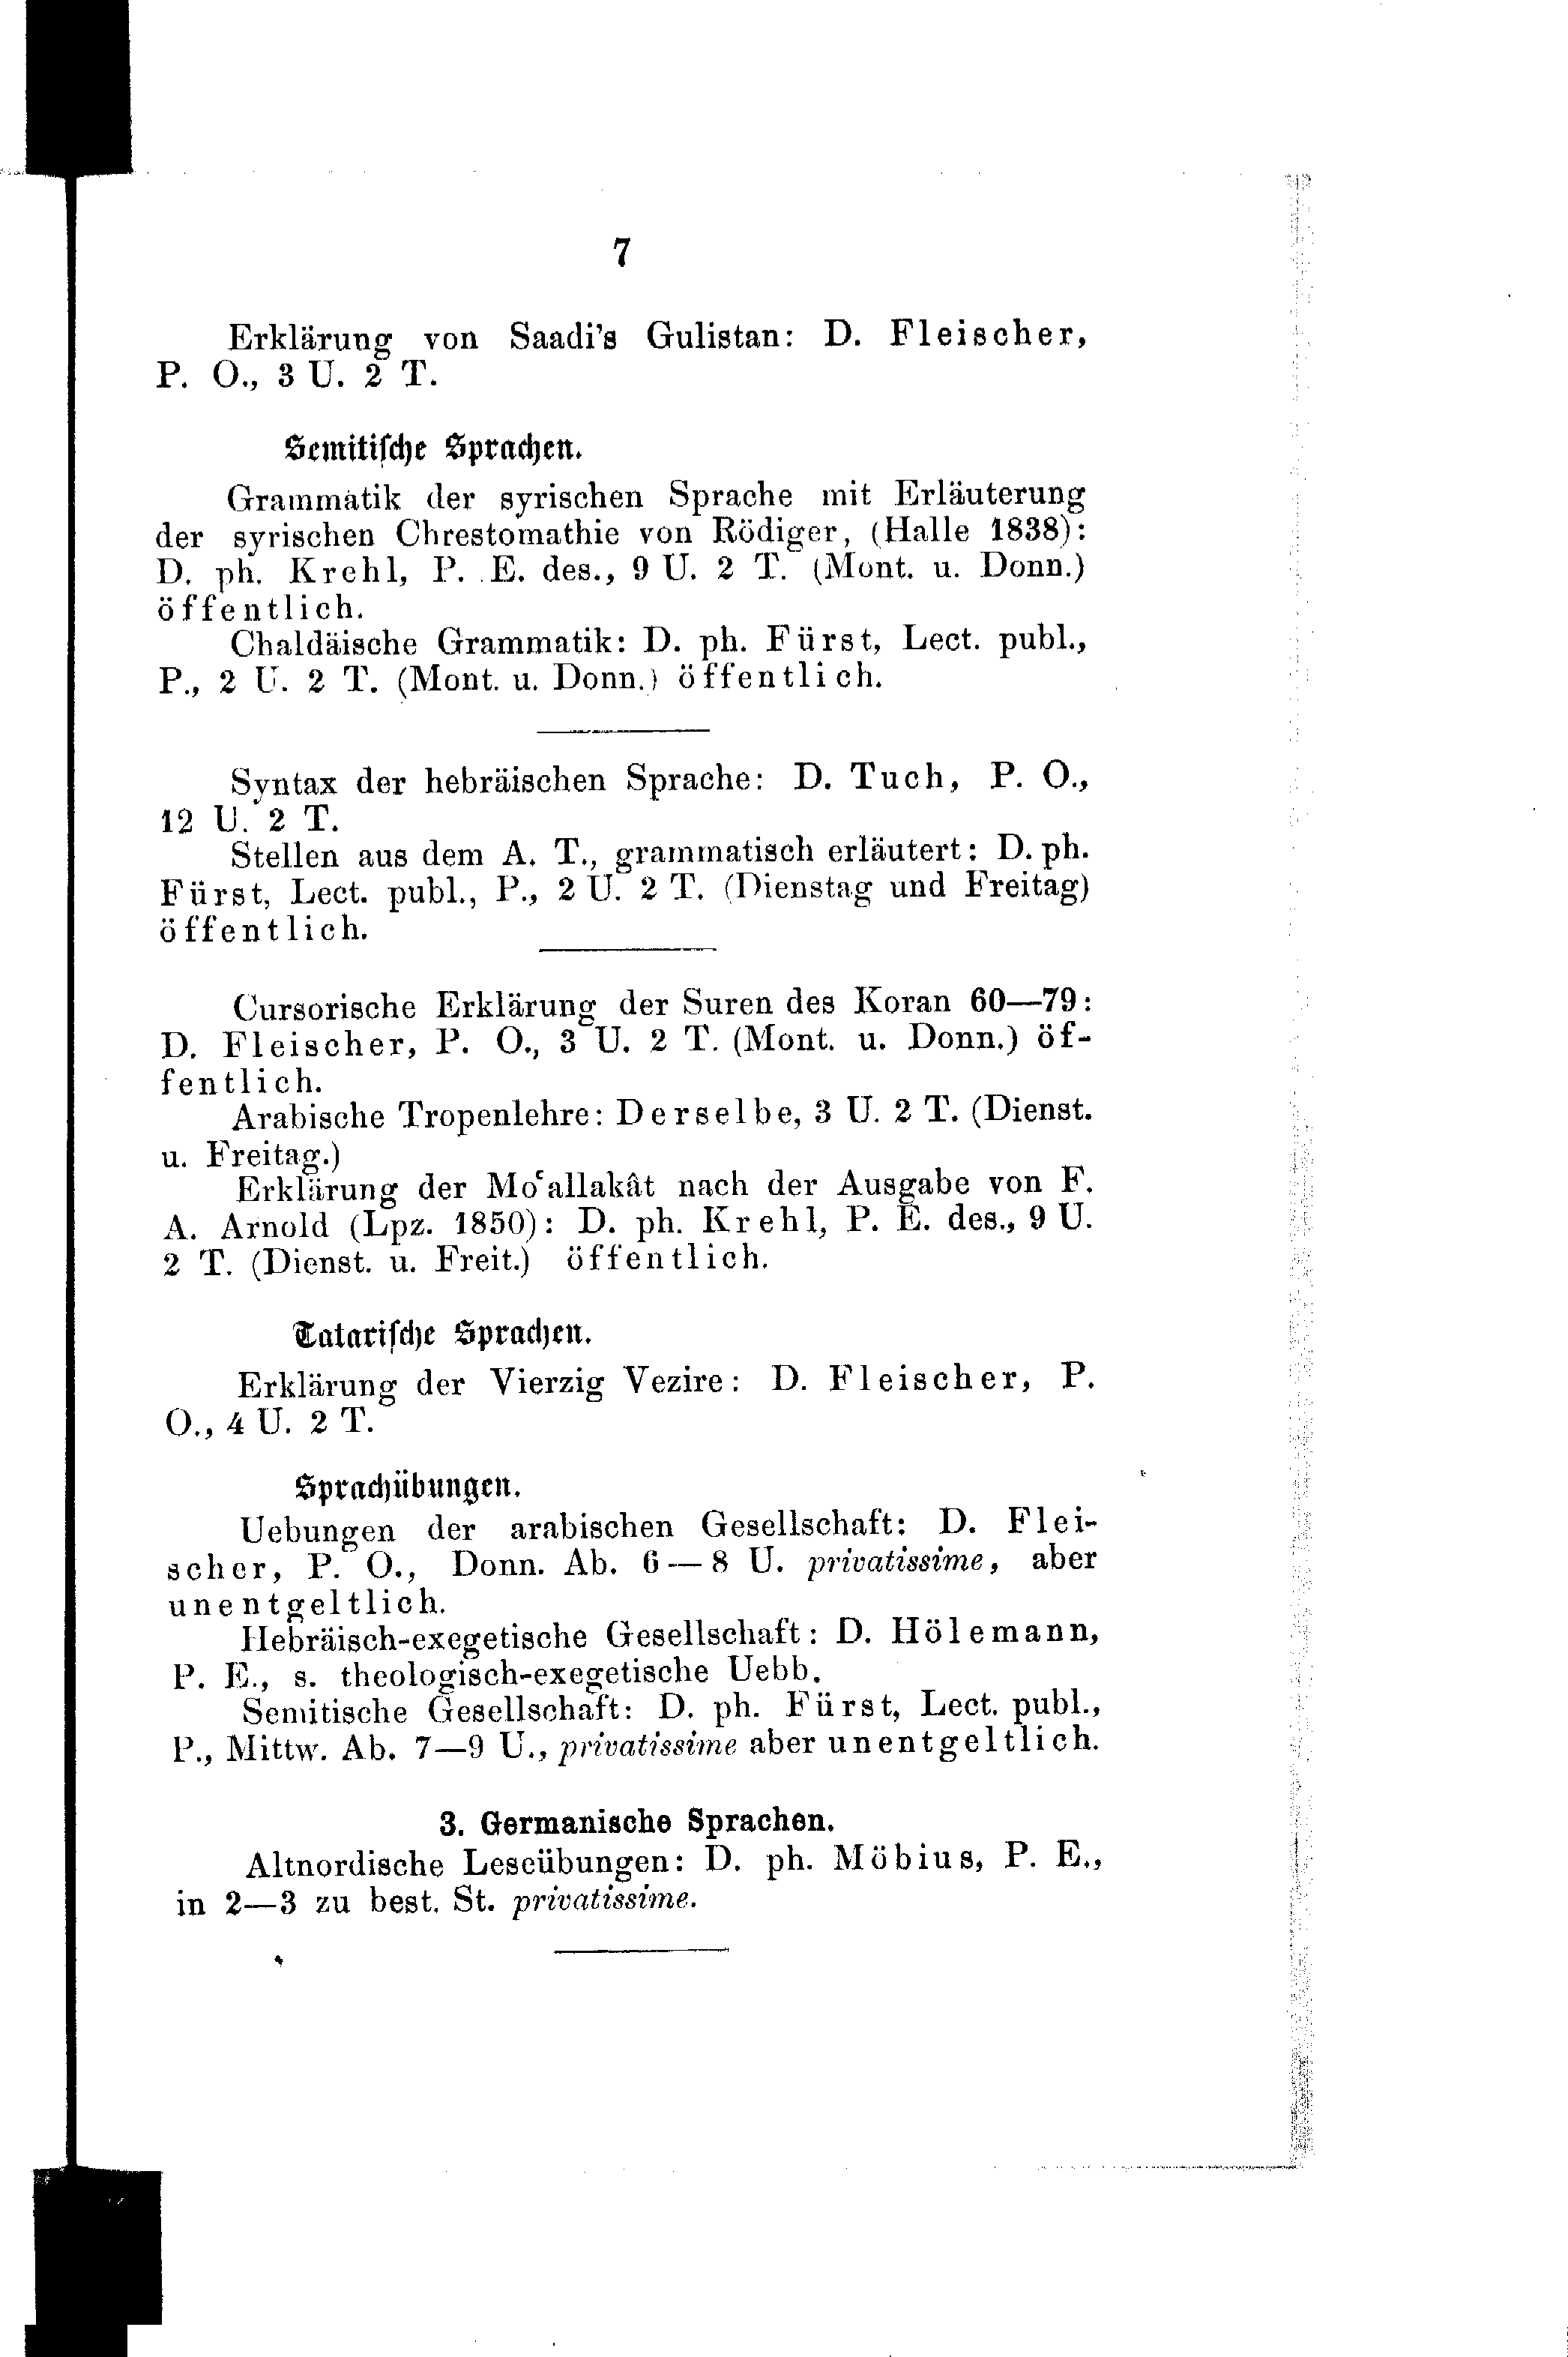 7
Erklärung von Saadi's Gulistan: D. Fleischer,
P. O., 3 U. 2 T.
Semitiſche Sprachen.
Grammatik der syrischen Sprache mit Erläuterung
der syrischen Chrestomathie von Rödiger, (Halle 1838):
D. ph. Krehl, P. E. des., 9 U. 2 T. (Mont. u. Donn.)
öffentlich.
Chaldäische Grammatik: D. ph. Fürst, Lect. publ.,
P., 2 U. 2 T. (Mont. u. Donn.) öffentlich.
Syntax der hebräischen Sprache: D. Tuch, P. O.,
12 U. 2 T.
Stellen aus dem A. T., grammatisch erläutert: D. ph.
Fürst, Lect. publ., P., 2 U. 2 T. (Dienstag und Freitag)
öffentlich.
Cursorische Erklärung der Suren des Koran 60—79:
D. Fleischer, P. O., 3 U. 2 T. (Mont. u. Donn.) öf-
fentlich.
Arabische Tropenlehre: Derselbe, 3 U. 2 T. (Dienst.
u. Freitag.)
Erklärung der Moʿallakât nach der Ausgabe von F.
A. Arnold (Lpz. 1850): D. ph. Krehl, P. E. des., 9 U.
2 T. (Dienst. u. Freit.) öffentlich.
Tatariſche Sprachen.
Erklärung der Vierzig Vezire: D. Fleischer, P.
O., 4 U. 2 T.
Sprachübungen.
Uebungen der arabischen Gesellschaft: D. Flei-
scher, P. O., Donn. Ab. 6—8 U. privatissime, aber
unentgeltlich.
Hebräisch-exegetische Gesellschaft: D. Hölemann,
P. E., s. theologisch-exegetische Uebb.
Semitische Gesellschaft: D. ph. Fürst, Lect. publ.,
P., Mittw. Ab. 7—9 U., privatissime aber unentgeltlich.
3. Germanische Sprachen.
Altnordische Leseübungen: D. ph. Möbius, P. E.,
in 2—3 zu best. St. privatissime.